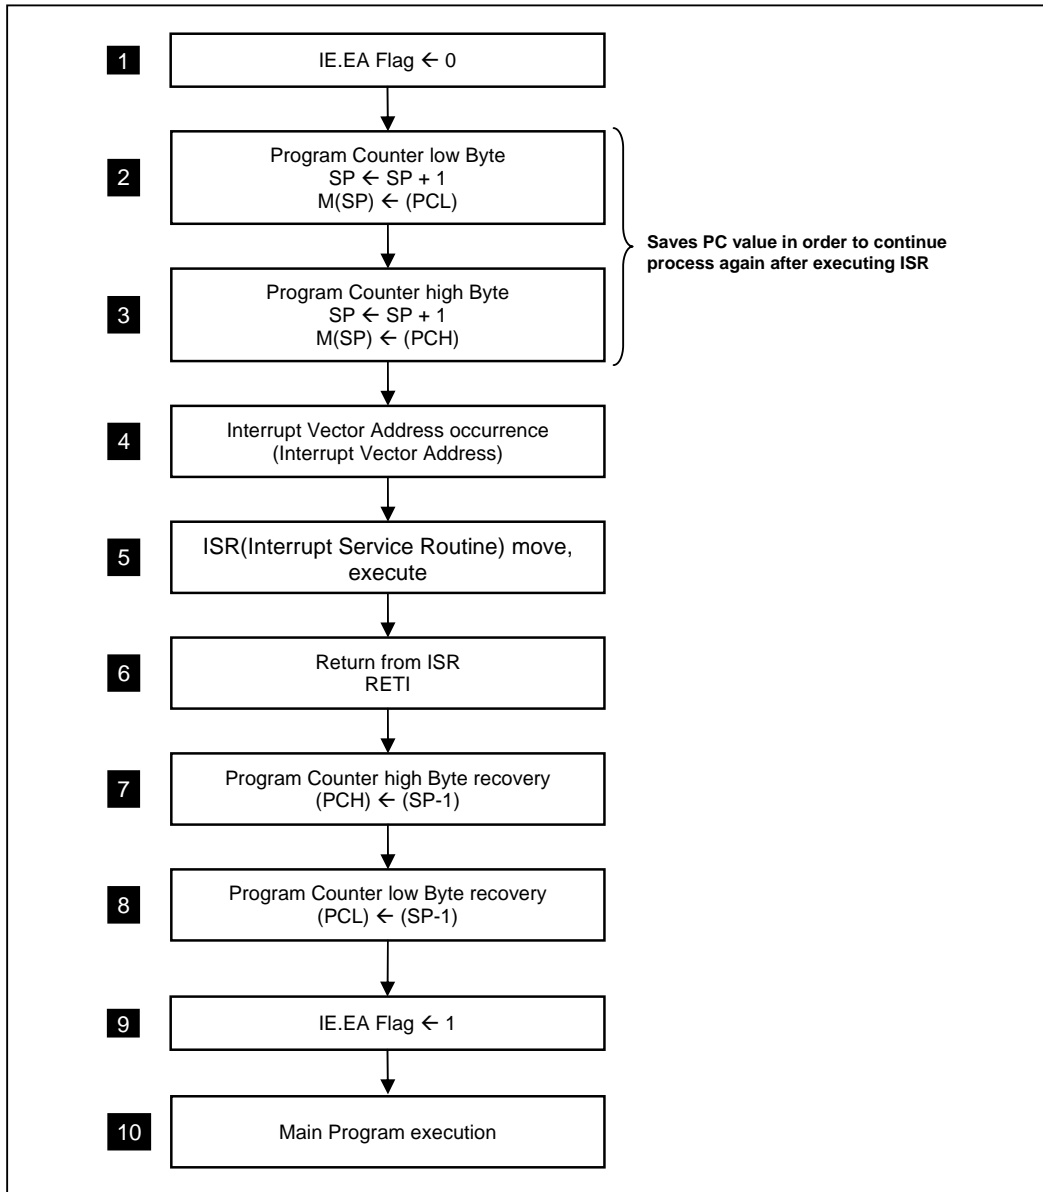 1
IE.EA Flag ← 0
2
Program Counter low Byte
SP ← SP + 1
M(SP) ← (PCL)
3
Program Counter high Byte
SP ← SP + 1
M(SP) ← (PCH)
Saves PC value in order to continue
process again after executing ISR
4
Interrupt Vector Address occurrence
(Interrupt Vector Address)
5
ISR(Interrupt Service Routine) move,
execute
6
Return from ISR
RETI
7
Program Counter high Byte recovery
(PCH) ← (SP-1)
8
Program Counter low Byte recovery
(PCL) ← (SP-1)
9
IE.EA Flag ← 1
10
Main Program execution